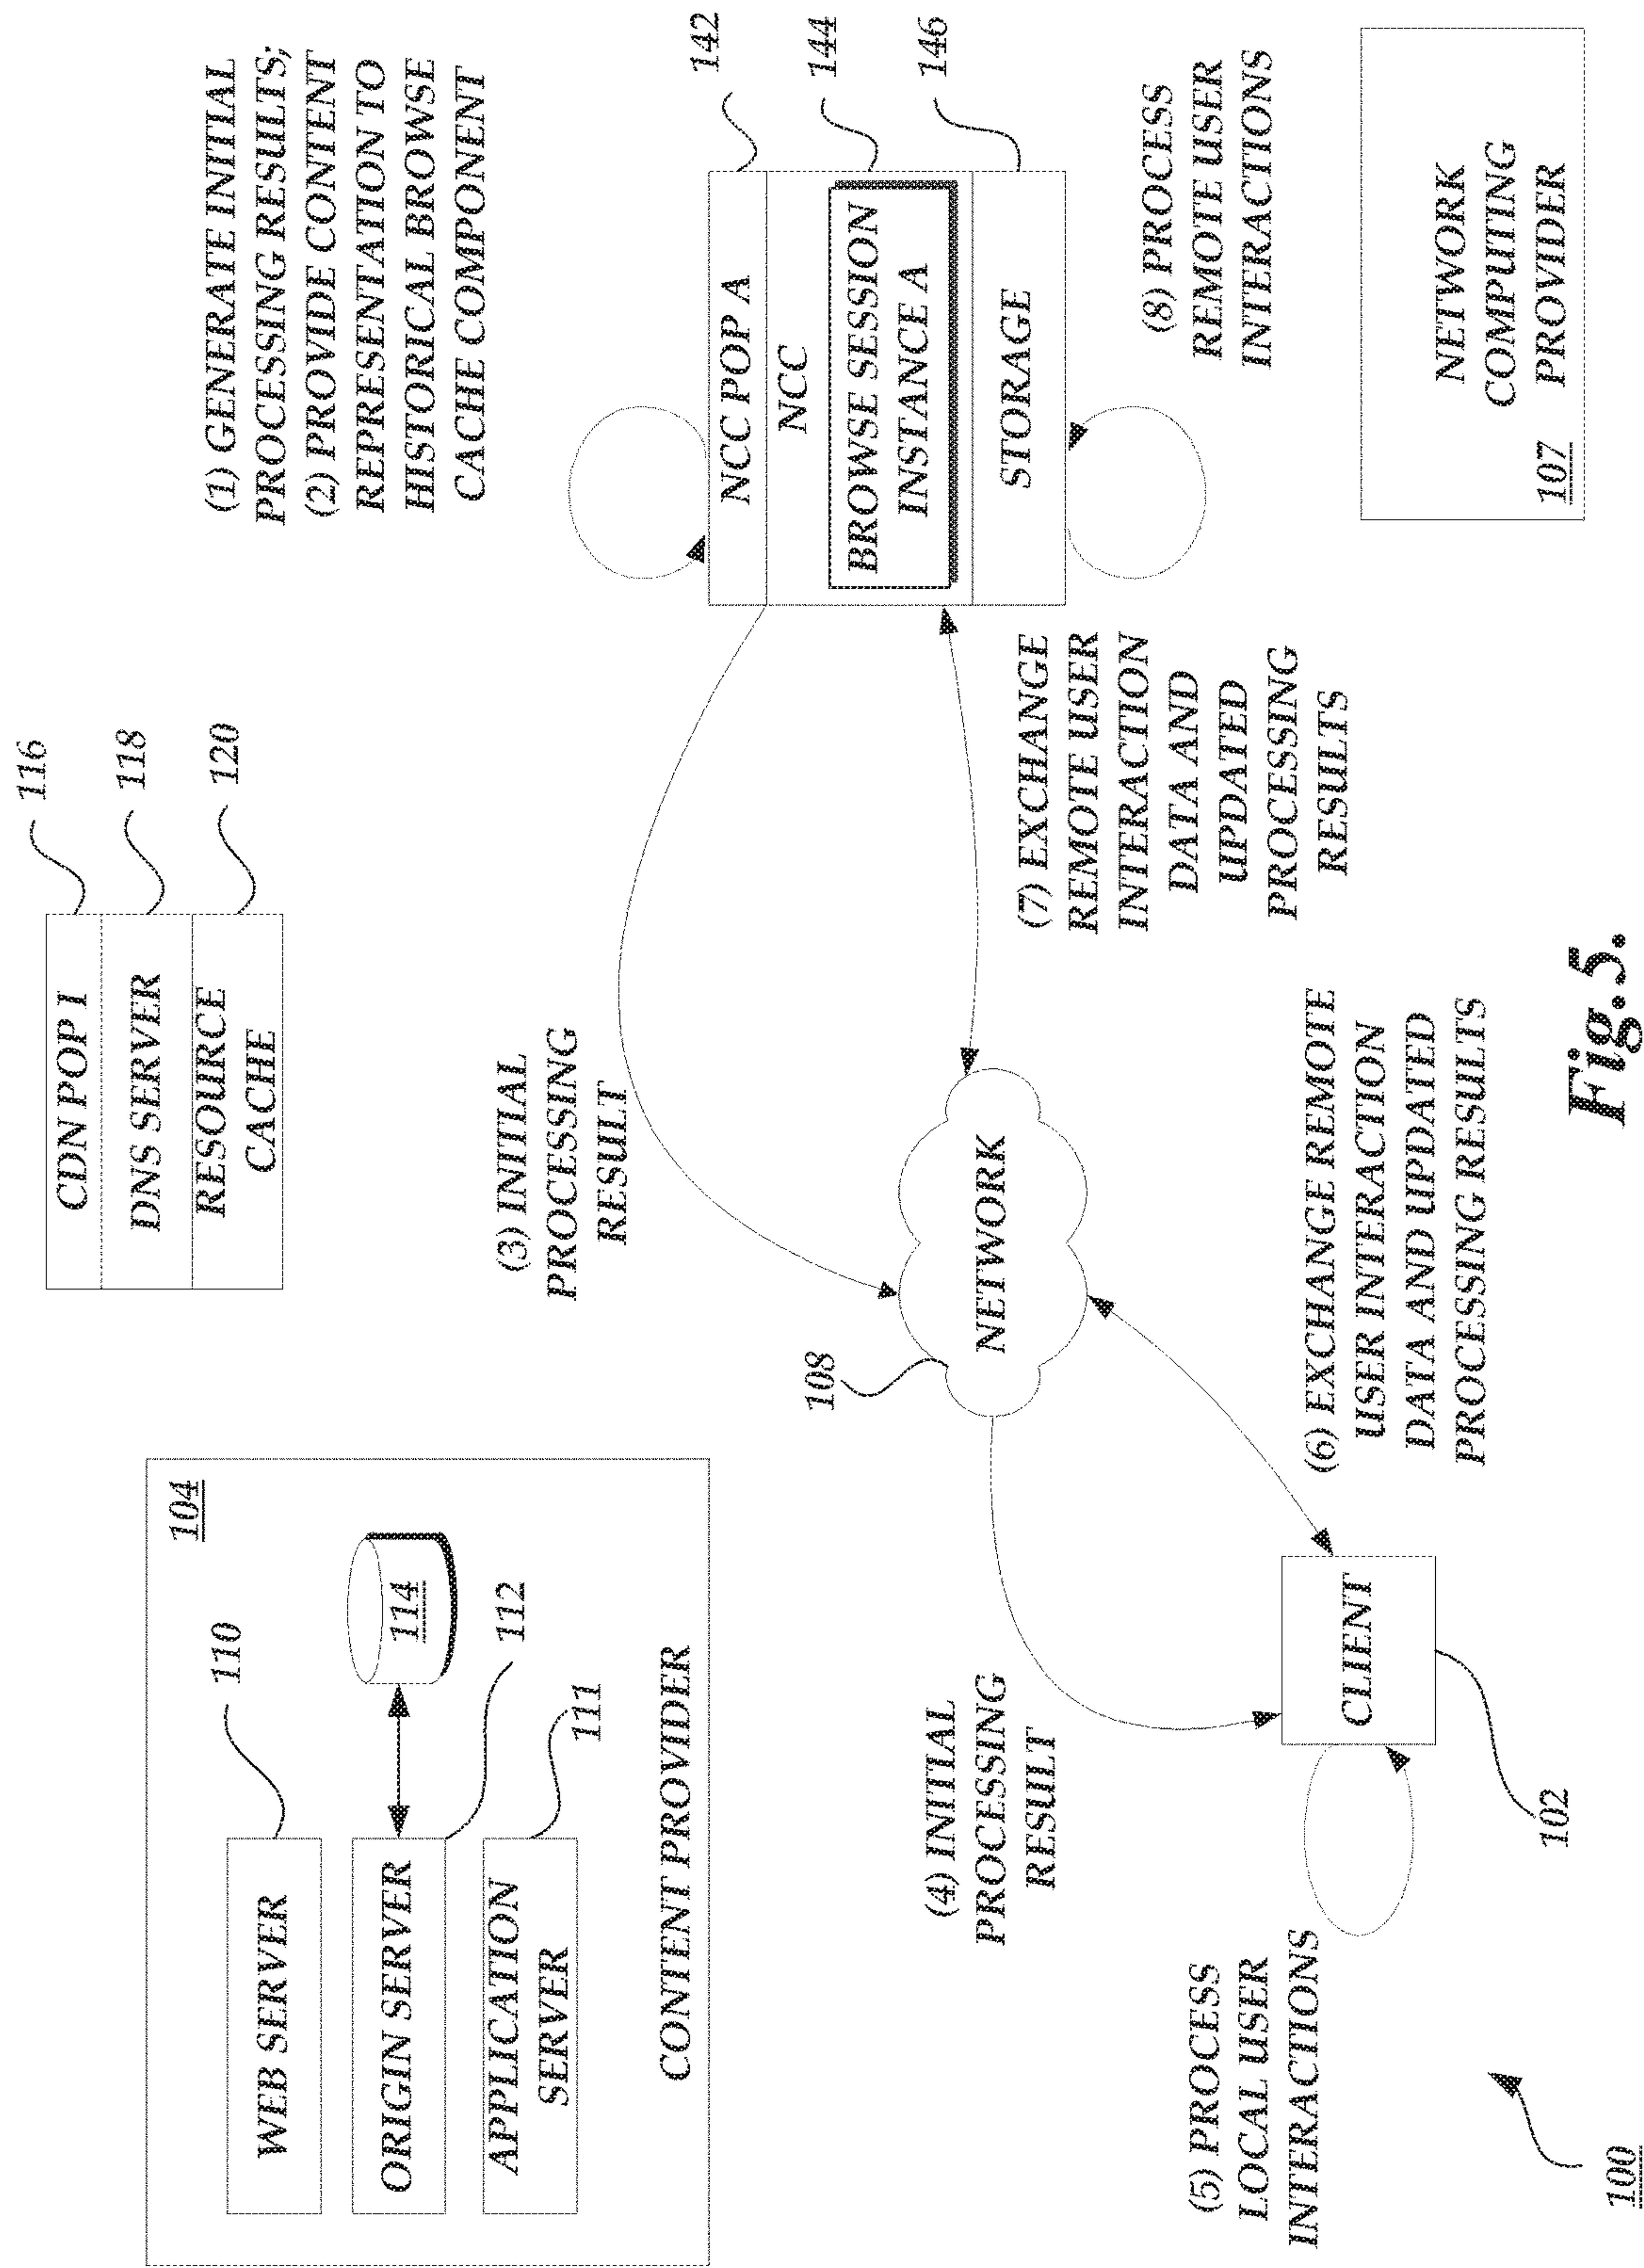 104
WEB SERVER
110
ORIGIN SERVER
114
112
APPLICATION
SERVER
111
CONTENT PROVIDER
CDN POP 1
116
DNS SERVER
118
RESOURCE
CACHE
120
(1) GENERATE INITIAL
PROCESSING RESULTS;
(2) PROVIDE CONTENT
REPRESENTATION TO
HISTORICAL BROWSE
CACHE COMPONENT
(3) INITIAL
PROCESSING
RESULT
142
NCC POP A
NCC
144
BROWSE SESSION
INSTANCE A
146
STORAGE
108
NETWORK
(4) INITIAL
PROCESSING
RESULT
(7) EXCHANGE
REMOTE USER
INTERACTION
DATA AND
UPDATED
PROCESSING
RESULTS
(8) PROCESS
REMOTE USER
INTERACTIONS
(5) PROCESS
LOCAL USER
INTERACTIONS
CLIENT
102
(6) EXCHANGE REMOTE
USER INTERACTION
DATA AND UPDATED
PROCESSING RESULTS
NETWORK
COMPUTING
PROVIDER
107
100
Fig.5.